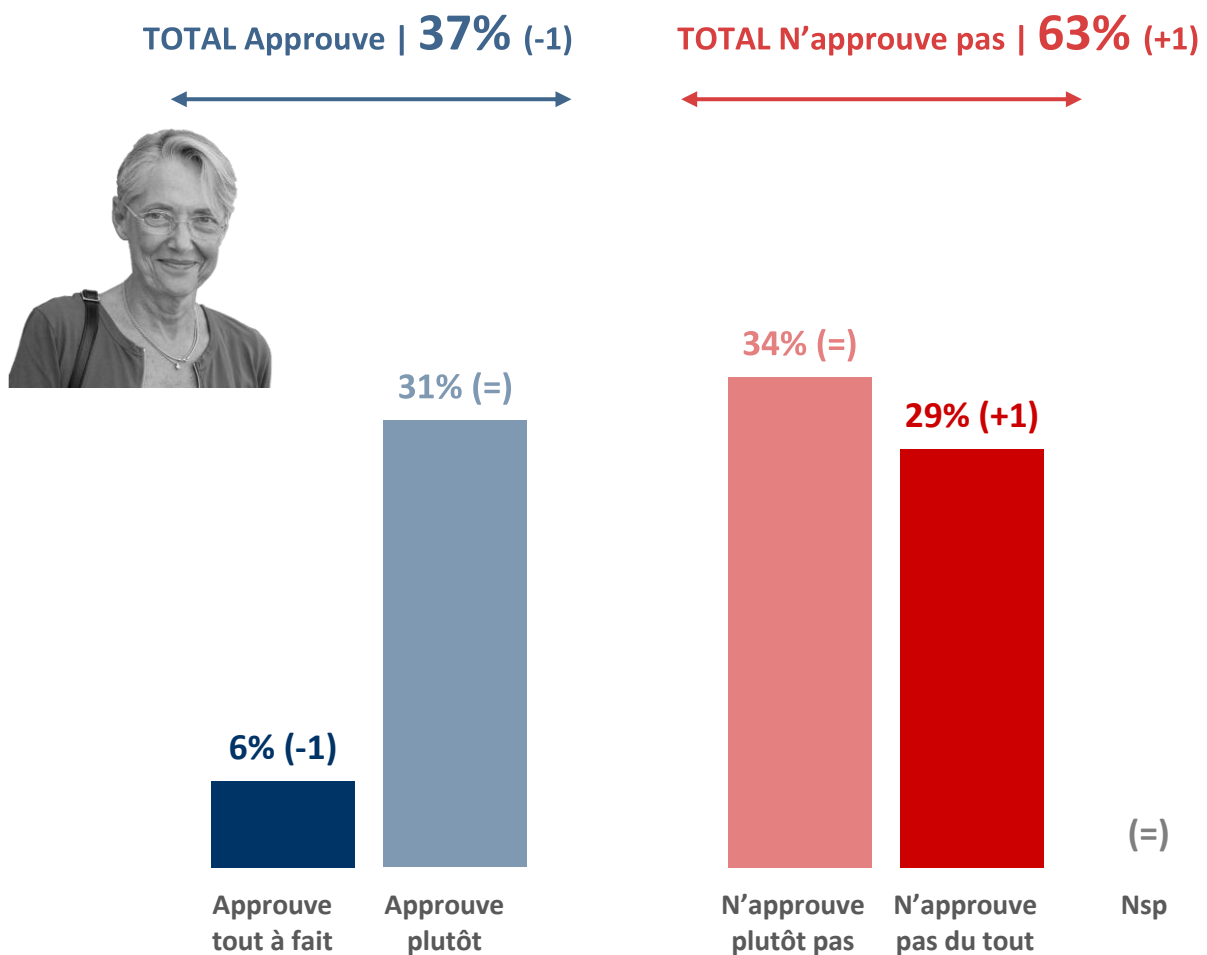 TOTAL Approuve | 37% (-1)
TOTAL N’approuve pas | 63% (+1)
34% (=)
31% (=)
29% (+1)
6% (-1)
(=)
Approuve
tout à fait
Approuve
plutôt
N’approuve
plutôt pas
N’approuve
pas du tout
Nsp